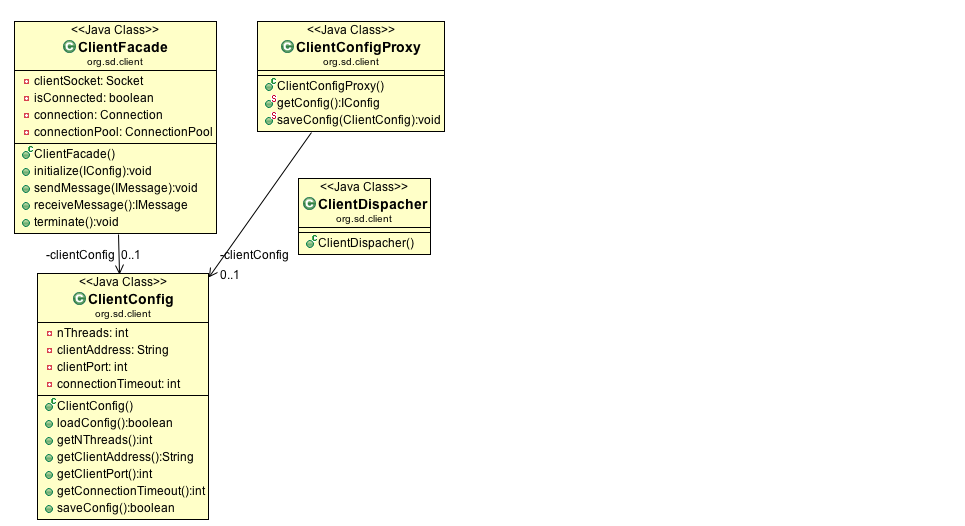 <<Java Class>>
ClientFacade
org.sd.client
clientSocket: Socket
isConnected: boolean
connection: Connection
connectionPool: ConnectionPool
ClientFacade()
initialize(IConfig):void
sendMessage(IMessage):void
receiveMessage():IMessage
terminate():void
<<Java Class>>
ClientConfigProxy
org.sd.client
ClientConfigProxy()
getConfig():IConfig
saveConfig(ClientConfig):void
<<Java Class>>
ClientDispacher
org.sd.client
ClientDispacher()
-clientConfig 0..1
-clientConfig
0..1
<<Java Class>>
ClientConfig
org.sd.client
nThreads: int
clientAddress: String
clientPort: int
connectionTimeout: int
ClientConfig()
loadConfig():boolean
getNThreads():int
getClientAddress():String
getClientPort():int
getConnectionTimeout():int
saveConfig():boolean